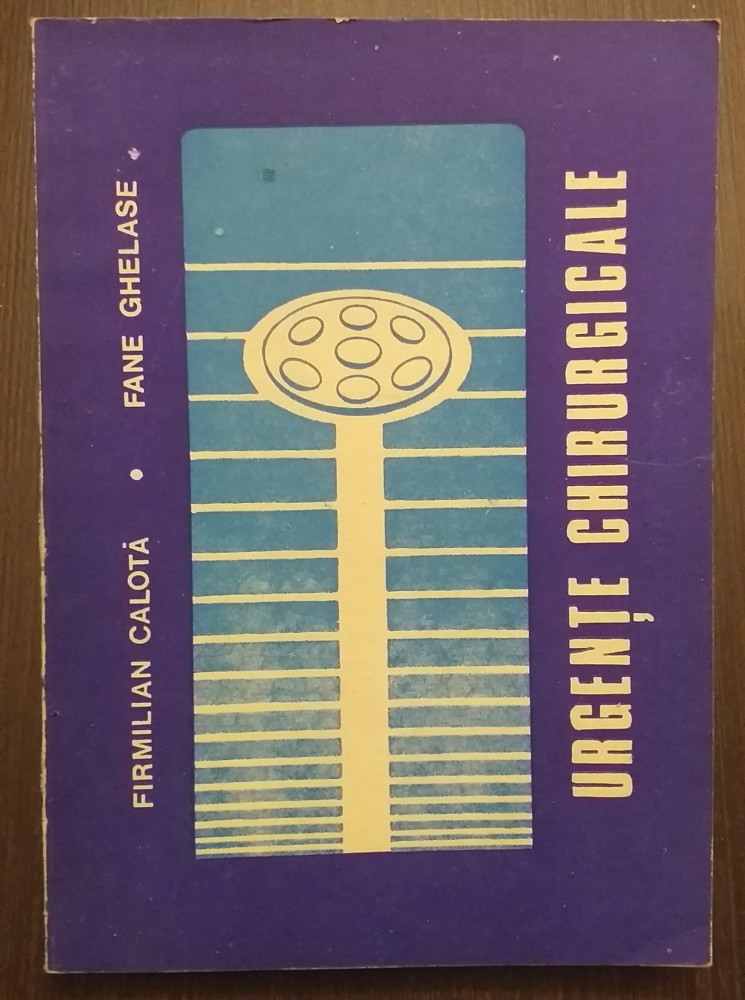 FIRMILIAN CALOTĂ • FANE GHELASE
URGENȚE CHIRURGICALE